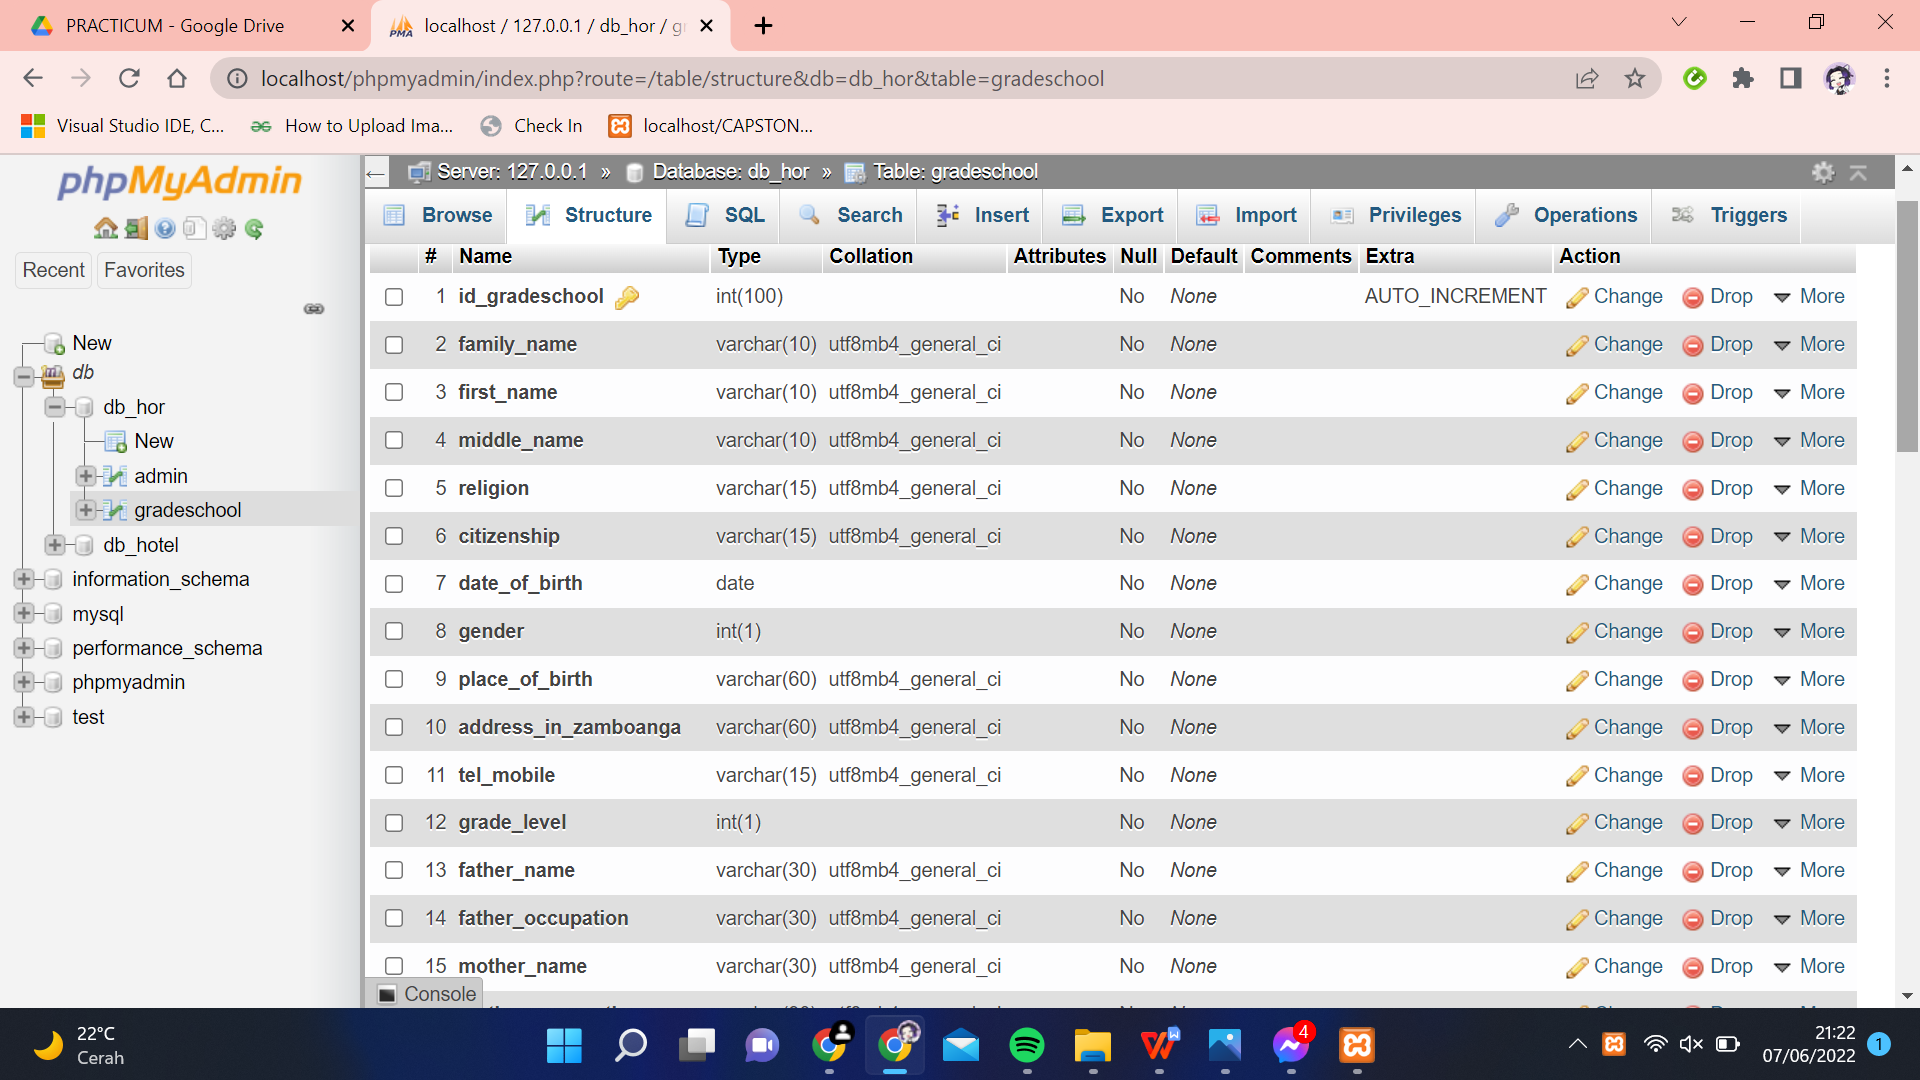 PRACTICUM - Google Drive
localhost / 127.0.0.1 / db_hor / g
localhost/phpmyadmin/index.php?route=/table/structure&db=db_hor&table=gradeschool
Visual Studio IDE, C...
How to Upload Ima...
Check In
localhost/CAPSTON...
phpMyAdmin
Recent Favorites
New
db
db_hor
New
admin
gradeschool
db_hotel
information_schema
mysql
performance_schema
phpmyadmin
test
Server: 127.0.0.1 » Database: db_hor » Table: gradeschool
Browse Structure SQL Search Insert Export Import Privileges Operations Triggers
# Name Type Collation Attributes Null Default Comments Extra Action
1 id_gradeschool int(100) No None AUTO_INCREMENT Change Drop More
2 family_name varchar(10) utf8mb4_general_ci No None Change Drop More
3 first_name varchar(10) utf8mb4_general_ci No None Change Drop More
4 middle_name varchar(10) utf8mb4_general_ci No None Change Drop More
5 religion varchar(15) utf8mb4_general_ci No None Change Drop More
6 citizenship varchar(15) utf8mb4_general_ci No None Change Drop More
7 date_of_birth date No None Change Drop More
8 gender int(1) No None Change Drop More
9 place_of_birth varchar(60) utf8mb4_general_ci No None Change Drop More
10 address_in_zamboanga varchar(60) utf8mb4_general_ci No None Change Drop More
11 tel_mobile varchar(15) utf8mb4_general_ci No None Change Drop More
12 grade_level int(1) No None Change Drop More
13 father_name varchar(30) utf8mb4_general_ci No None Change Drop More
14 father_occupation varchar(30) utf8mb4_general_ci No None Change Drop More
15 mother_name varchar(30) utf8mb4_general_ci No None Change Drop More
Console
22°C
Cerah
4
21:22
07/06/2022
1